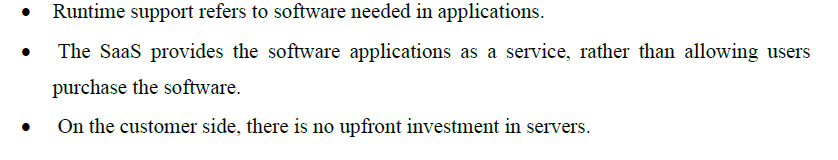 • Runtime support refers to software needed in applications.
• The SaaS provides the software applications as a service, rather than allowing users
purchase the software.
• On the customer side, there is no upfront investment in servers.